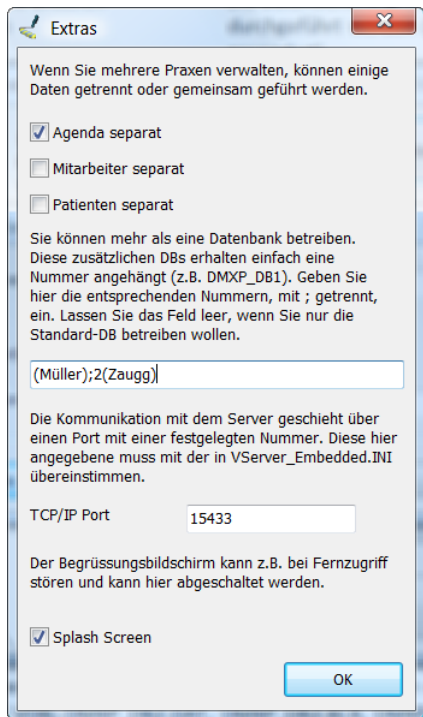 Extras
Wenn Sie mehrere Praxen verwalten, können einige
Daten getrennt oder gemeinsam geführt werden.
Agenda separat
Mitarbeiter separat
Patienten separat
Sie können mehr als eine Datenbank betreiben.
Diese zusätzlichen DBs erhalten einfach eine
Nummer angehängt (z.B. DMXP_DB1). Geben Sie
hier die entsprechenden Nummern, mit ; getrennt,
ein. Lassen Sie das Feld leer, wenn Sie nur die
Standard-DB betreiben wollen.
(Müller);2(Zaugg)
Die Kommunikation mit dem Server geschieht über
einen Port mit einer festgelegten Nummer. Diese hier
angegebene muss mit der in VServer_Embedded.INI
übereinstimmen.
TCP/IP Port 15433
Der Begrüssungsbildschirm kann z.B. bei Fernzugriff
stören und kann hier abgeschaltet werden.
Splash Screen
OK